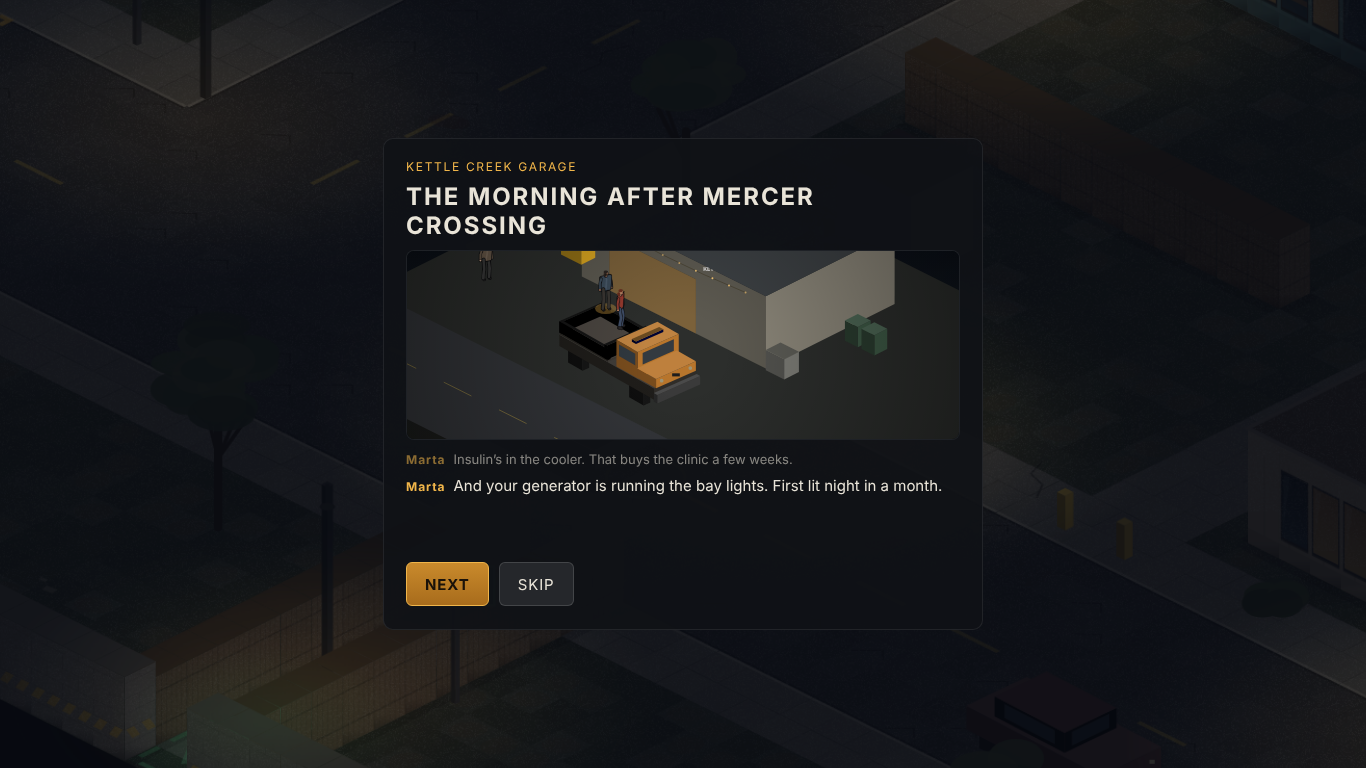 KETTLE CREEK GARAGE
THE MORNING AFTER MERCER
CROSSING
Marta Insulin’s in the cooler. That buys the clinic a few weeks.
Marta And your generator is running the bay lights. First lit night in a month.
NEXT SKIP